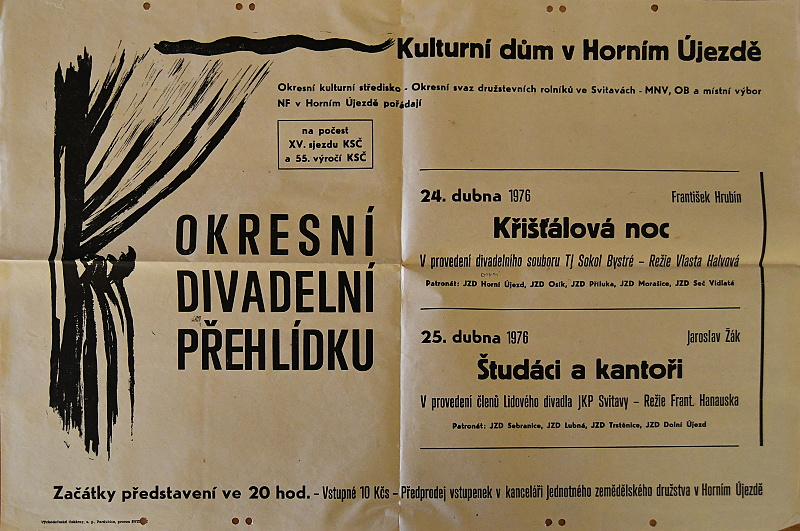 Kulturní dům v Horním Újezdě
Okresní kulturní středisko - Okresní svaz družstevních rolníků ve Svitavách - MNV, OB a místní výbor
NF v Horním Újezdě pořádají
na počest
XV. sjezdu KSČ
a 55. výročí KSČ
OKRESNÍ
DIVADELNÍ
PŘEHLÍDKU
24. dubna 1976 František Hrubín
Křišťálová noc
V provedení divadelního souboru TJ Sokol Bystré – Režie Vlasta Halvová
Patronát: JZD Horní Újezd, JZD Osík, JZD Příluka, JZD Morašice, JZD Seč Vidlatá
25. dubna 1976 Jaroslav Žák
Študáci a kantoři
V provedení členů Lidového divadla JKP Svitavy – Režie Frant. Hanauska
Patronát: JZD Sebranice, JZD Lubná, JZD Trstěnice, JZD Dolní Újezd
Začátky představení ve 20 hod. – Vstupné 10 Kčs – Předprodej vstupenek v kanceláři Jednotného zemědělského družstva v Horním Újezdě
Východočeské tiskárny, n. p. Pardubice, provoz